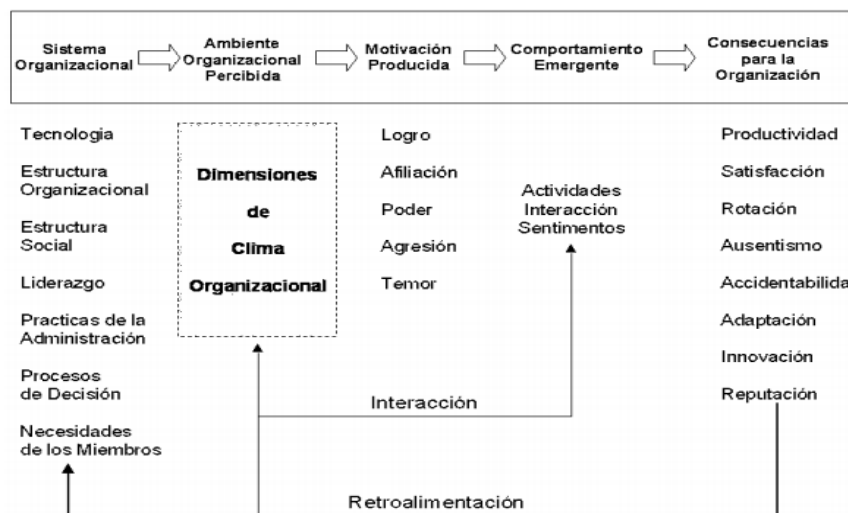 Sistema
Organizacional
Ambiente
Organizacional
Percibida
Motivación
Producida
Comportamiento
Emergente
Consecuencias
para la
Organización
Tecnologia
Estructura
Organizacional
Estructura
Social
Liderazgo
Practicas de la
Administración
Procesos
de Decisión
Necesidades
de los Miembros
Dimensiones
de
Clima
Organizacional
Logro
Afiliación
Poder
Agresión
Temor
Actividades
Interacción
Sentimentos
Productividad
Satisfacción
Rotación
Ausentismo
Accidentabilida
Adaptación
Innovación
Reputación
Interacción
Retroalimentación